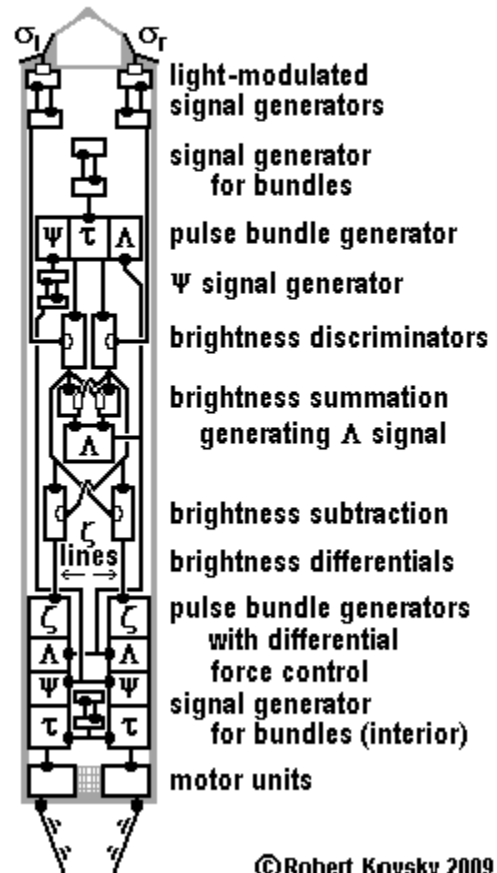 σl σr
light-modulated
signal generators
signal generator
for bundles
Ψ τ Λ
pulse bundle generator
Ψ signal generator
brightness discriminators
brightness summation
generating Λ signal
Λ
brightness subtraction
ζ
lines
← →
brightness differentials
ζ ζ
pulse bundle generators
Λ Λ
with differential
force control
Ψ Ψ
signal generator
τ τ
for bundles (interior)
motor units
©Robert Kovsky 2009